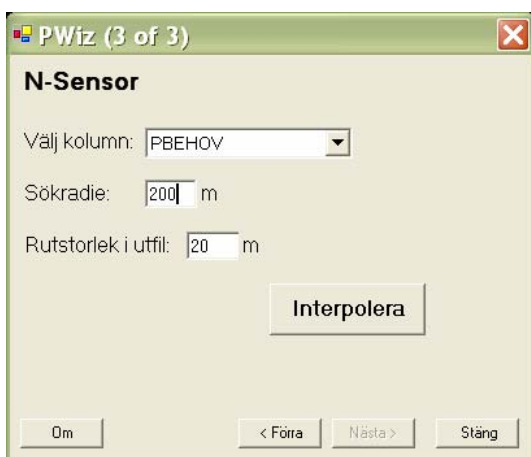 PWiz (3 of 3)
N-Sensor
Välj kolumn: PBEHOV
Sökradie: 200 m
Rutstorlek i utfil: 20 m
Interpolera
Om < Förra Nästa > Stäng